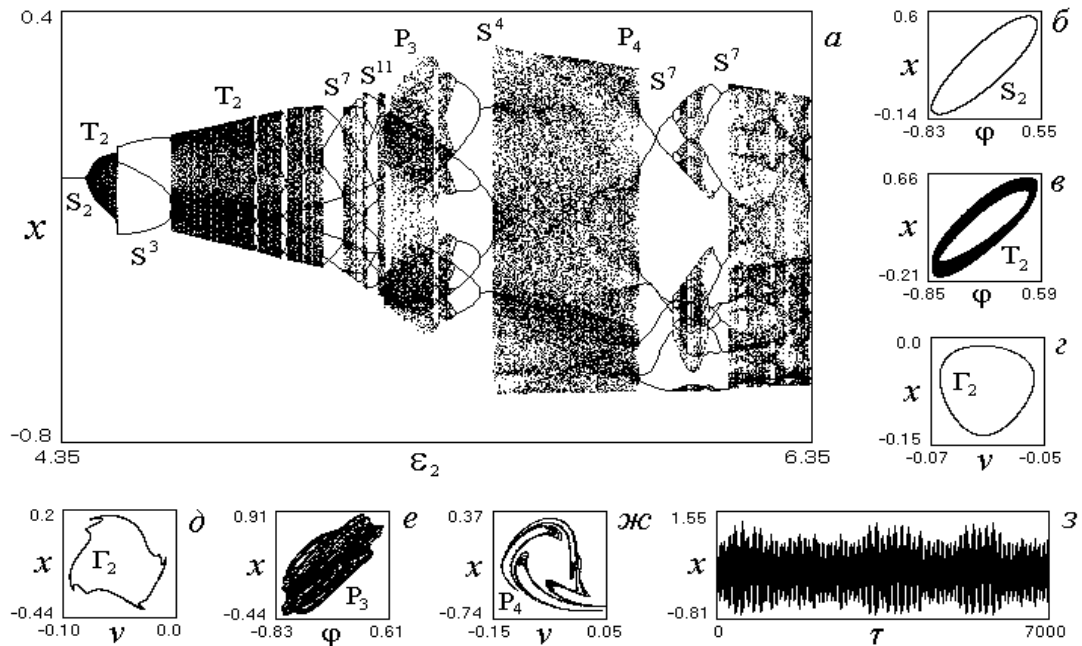 0.4
T₂
S₂
S³
T₂
S⁷
S¹¹
P₃
S⁴
P₄
S⁷
S⁷
а
x
-0.8
4.35
ε₂
6.35
0.6
б
x
S₂
-0.14
-0.83
φ
0.55
0.66
в
x
T₂
-0.21
-0.85
φ
0.59
0.0
г
x
Γ₂
-0.15
-0.07
ν
-0.05
0.2
д
x
Γ₂
-0.44
-0.10
ν
0.0
0.91
е
x
P₃
-0.44
-0.83
φ
0.61
0.37
ж
x
P₄
-0.74
-0.15
ν
0.05
1.55
з
x
-0.81
0
τ
7000